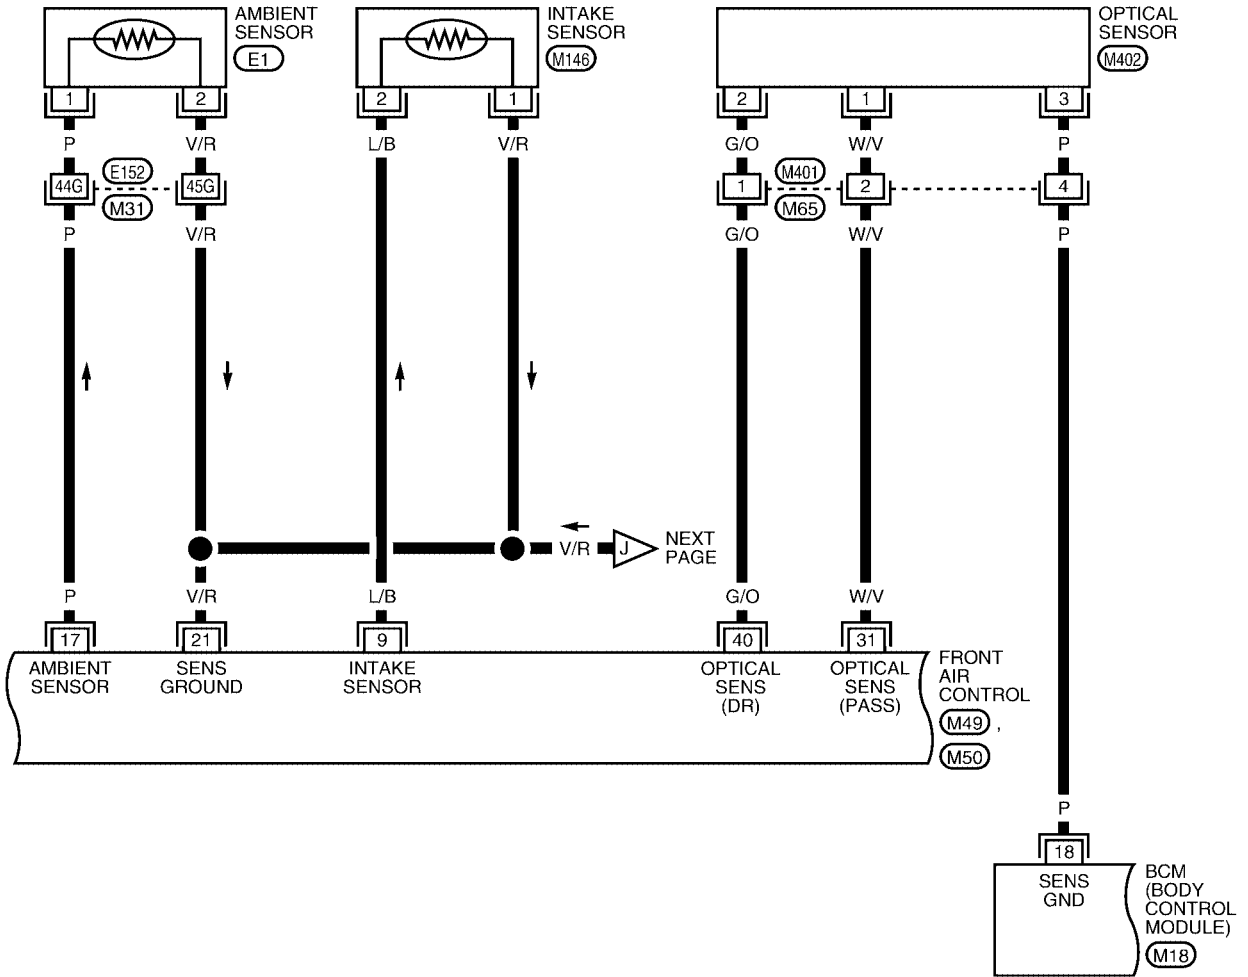 AMBIENT
SENSOR
E1
INTAKE
SENSOR
M146
OPTICAL
SENSOR
M402
1
2
2
1
2
1
3
P
V/R
L/B
V/R
G/O
W/V
P
44G
E152
M31
45G
1
M401
M65
2
4
P
V/R
G/O
W/V
P
V/R
J
NEXT
PAGE
P
V/R
L/B
G/O
W/V
17
21
9
40
31
AMBIENT
SENSOR
SENS
GROUND
INTAKE
SENSOR
OPTICAL
SENS
(DR)
OPTICAL
SENS
(PASS)
FRONT
AIR
CONTROL
M49 ,
M50
P
18
SENS
GND
BCM
(BODY
CONTROL
MODULE)
M18